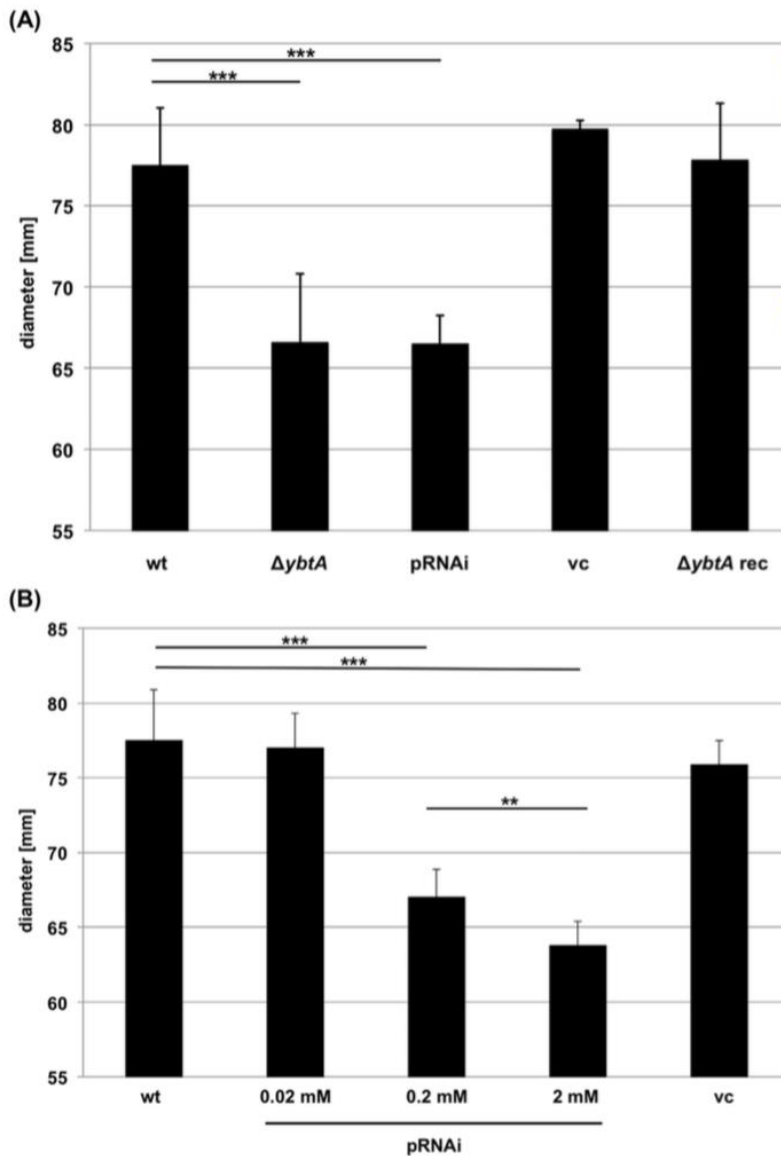 (A)
85
***
***
80
75
diameter [mm]
70
65
60
55
wt ΔybtA pRNAi vc ΔybtA rec
(B)
85
***
***
80
75
**
diameter [mm]
70
65
60
55
wt 0.02 mM 0.2 mM 2 mM vc
pRNAi